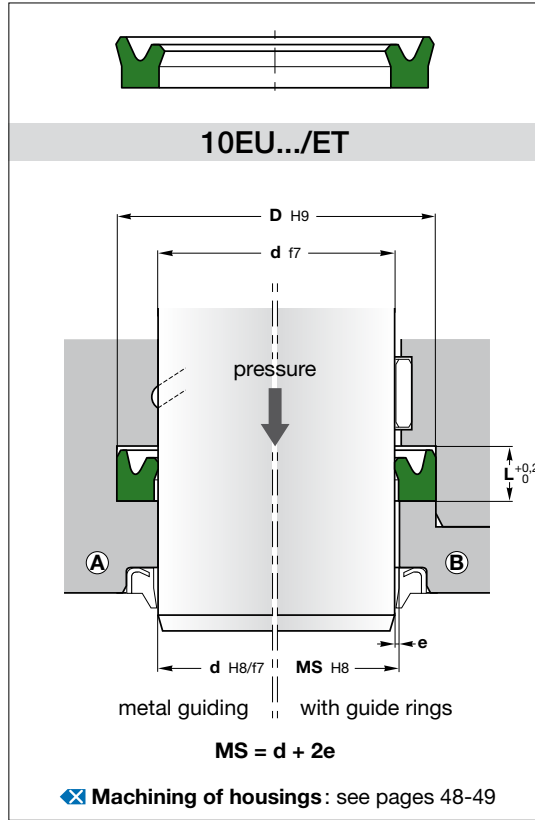 10EU.../ET
D H9
d f7
pressure
L +0,2 0
A B
e
d H8/f7 MS H8
metal guiding with guide rings
MS = d + 2e
Machining of housings: see pages 48-49